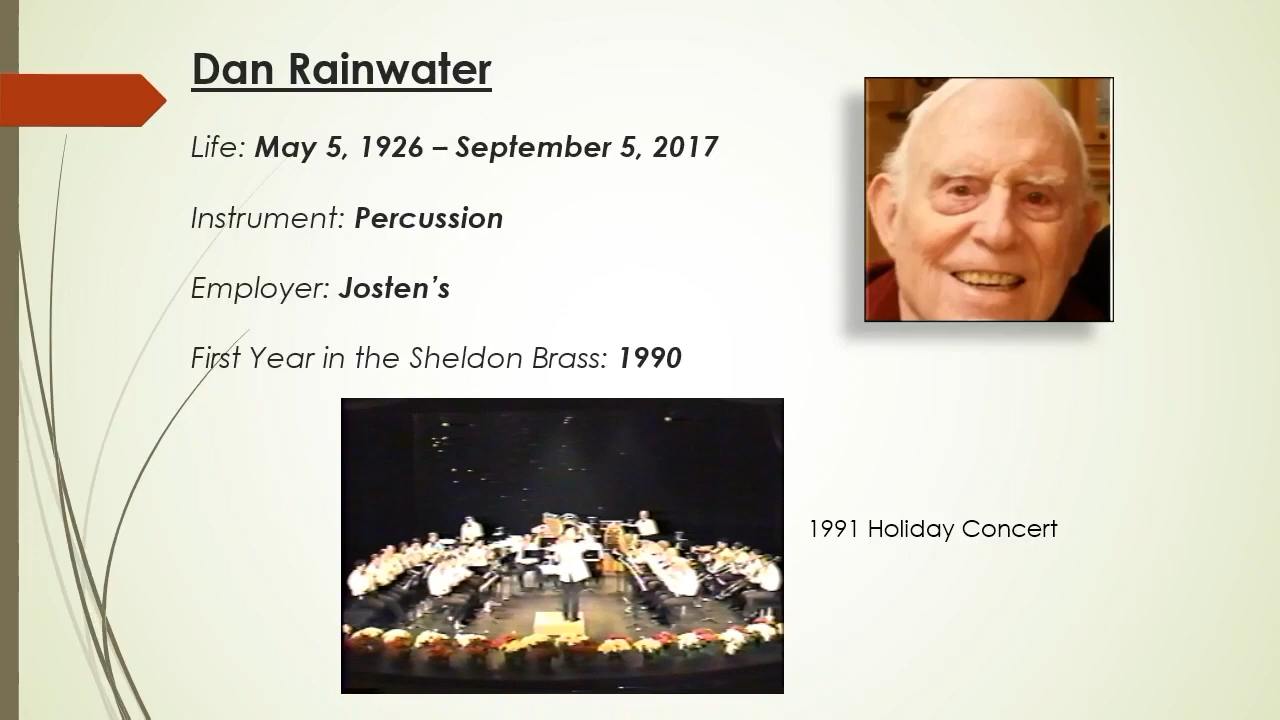 Dan Rainwater
Life: May 5, 1926 – September 5, 2017
Instrument: Percussion
Employer: Josten’s
First Year in the Sheldon Brass: 1990
1991 Holiday Concert